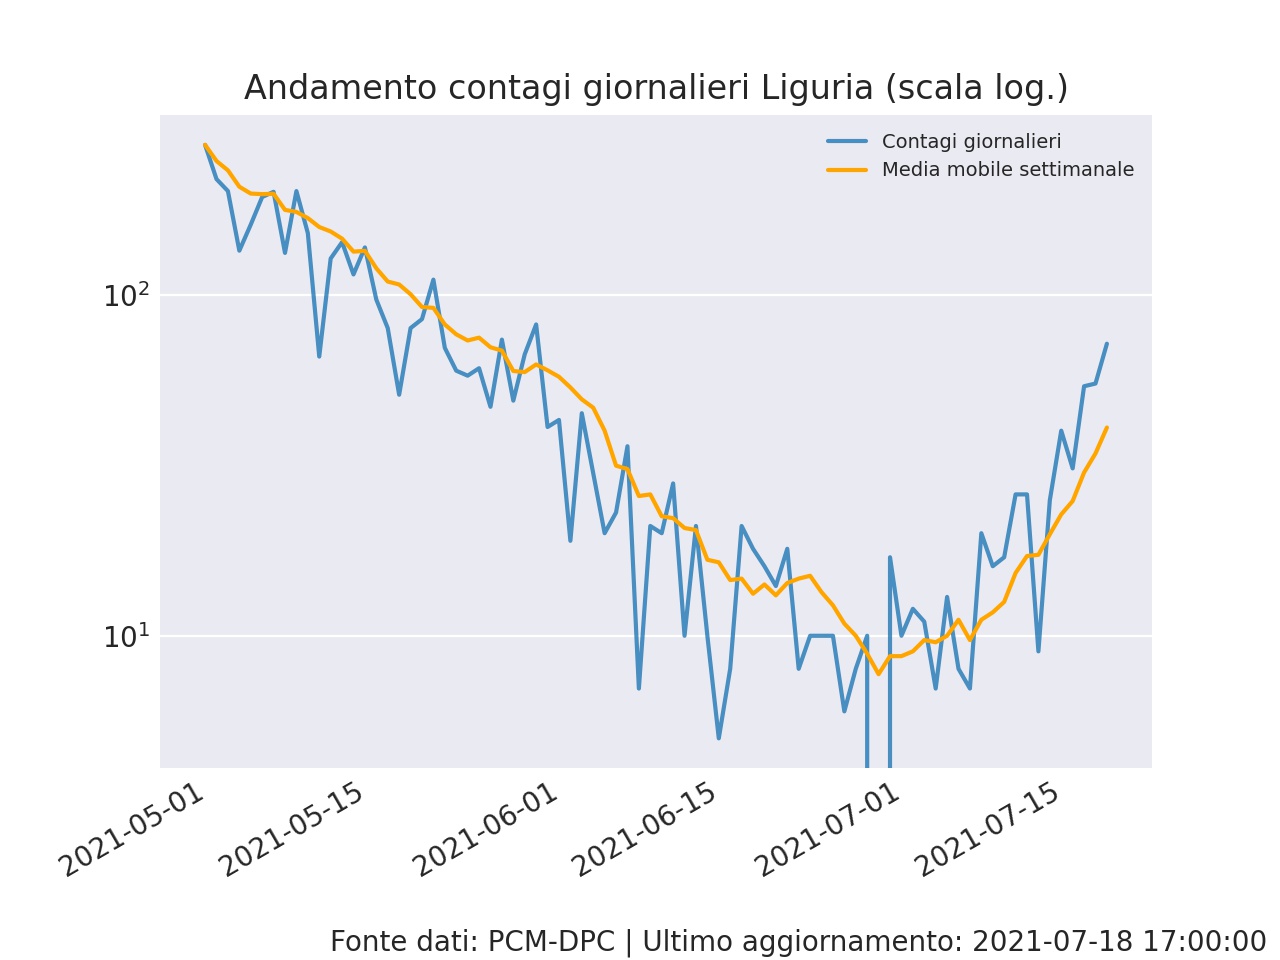 Andamento contagi giornalieri Liguria (scala log.)
Contagi giornalieri
Media mobile settimanale
10²
10¹
2021-05-01
2021-05-15
2021-06-01
2021-06-15
2021-07-01
2021-07-15
Fonte dati: PCM-DPC | Ultimo aggiornamento: 2021-07-18 17:00:00